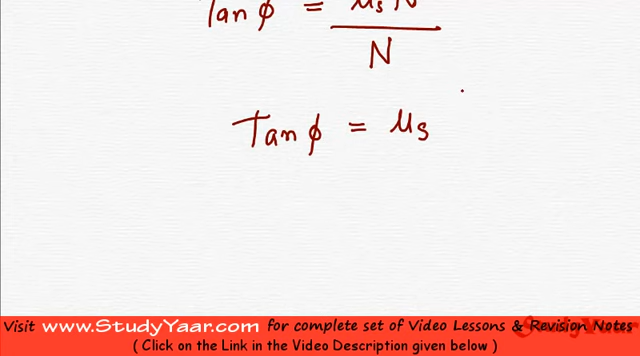 Tan ϕ = μs N
N
Tan ϕ = μs
Visit www.StudyYaar.com for complete set of Video Lessons & Revision Notes
StudyYaar
( Click on the Link in the Video Description given below )